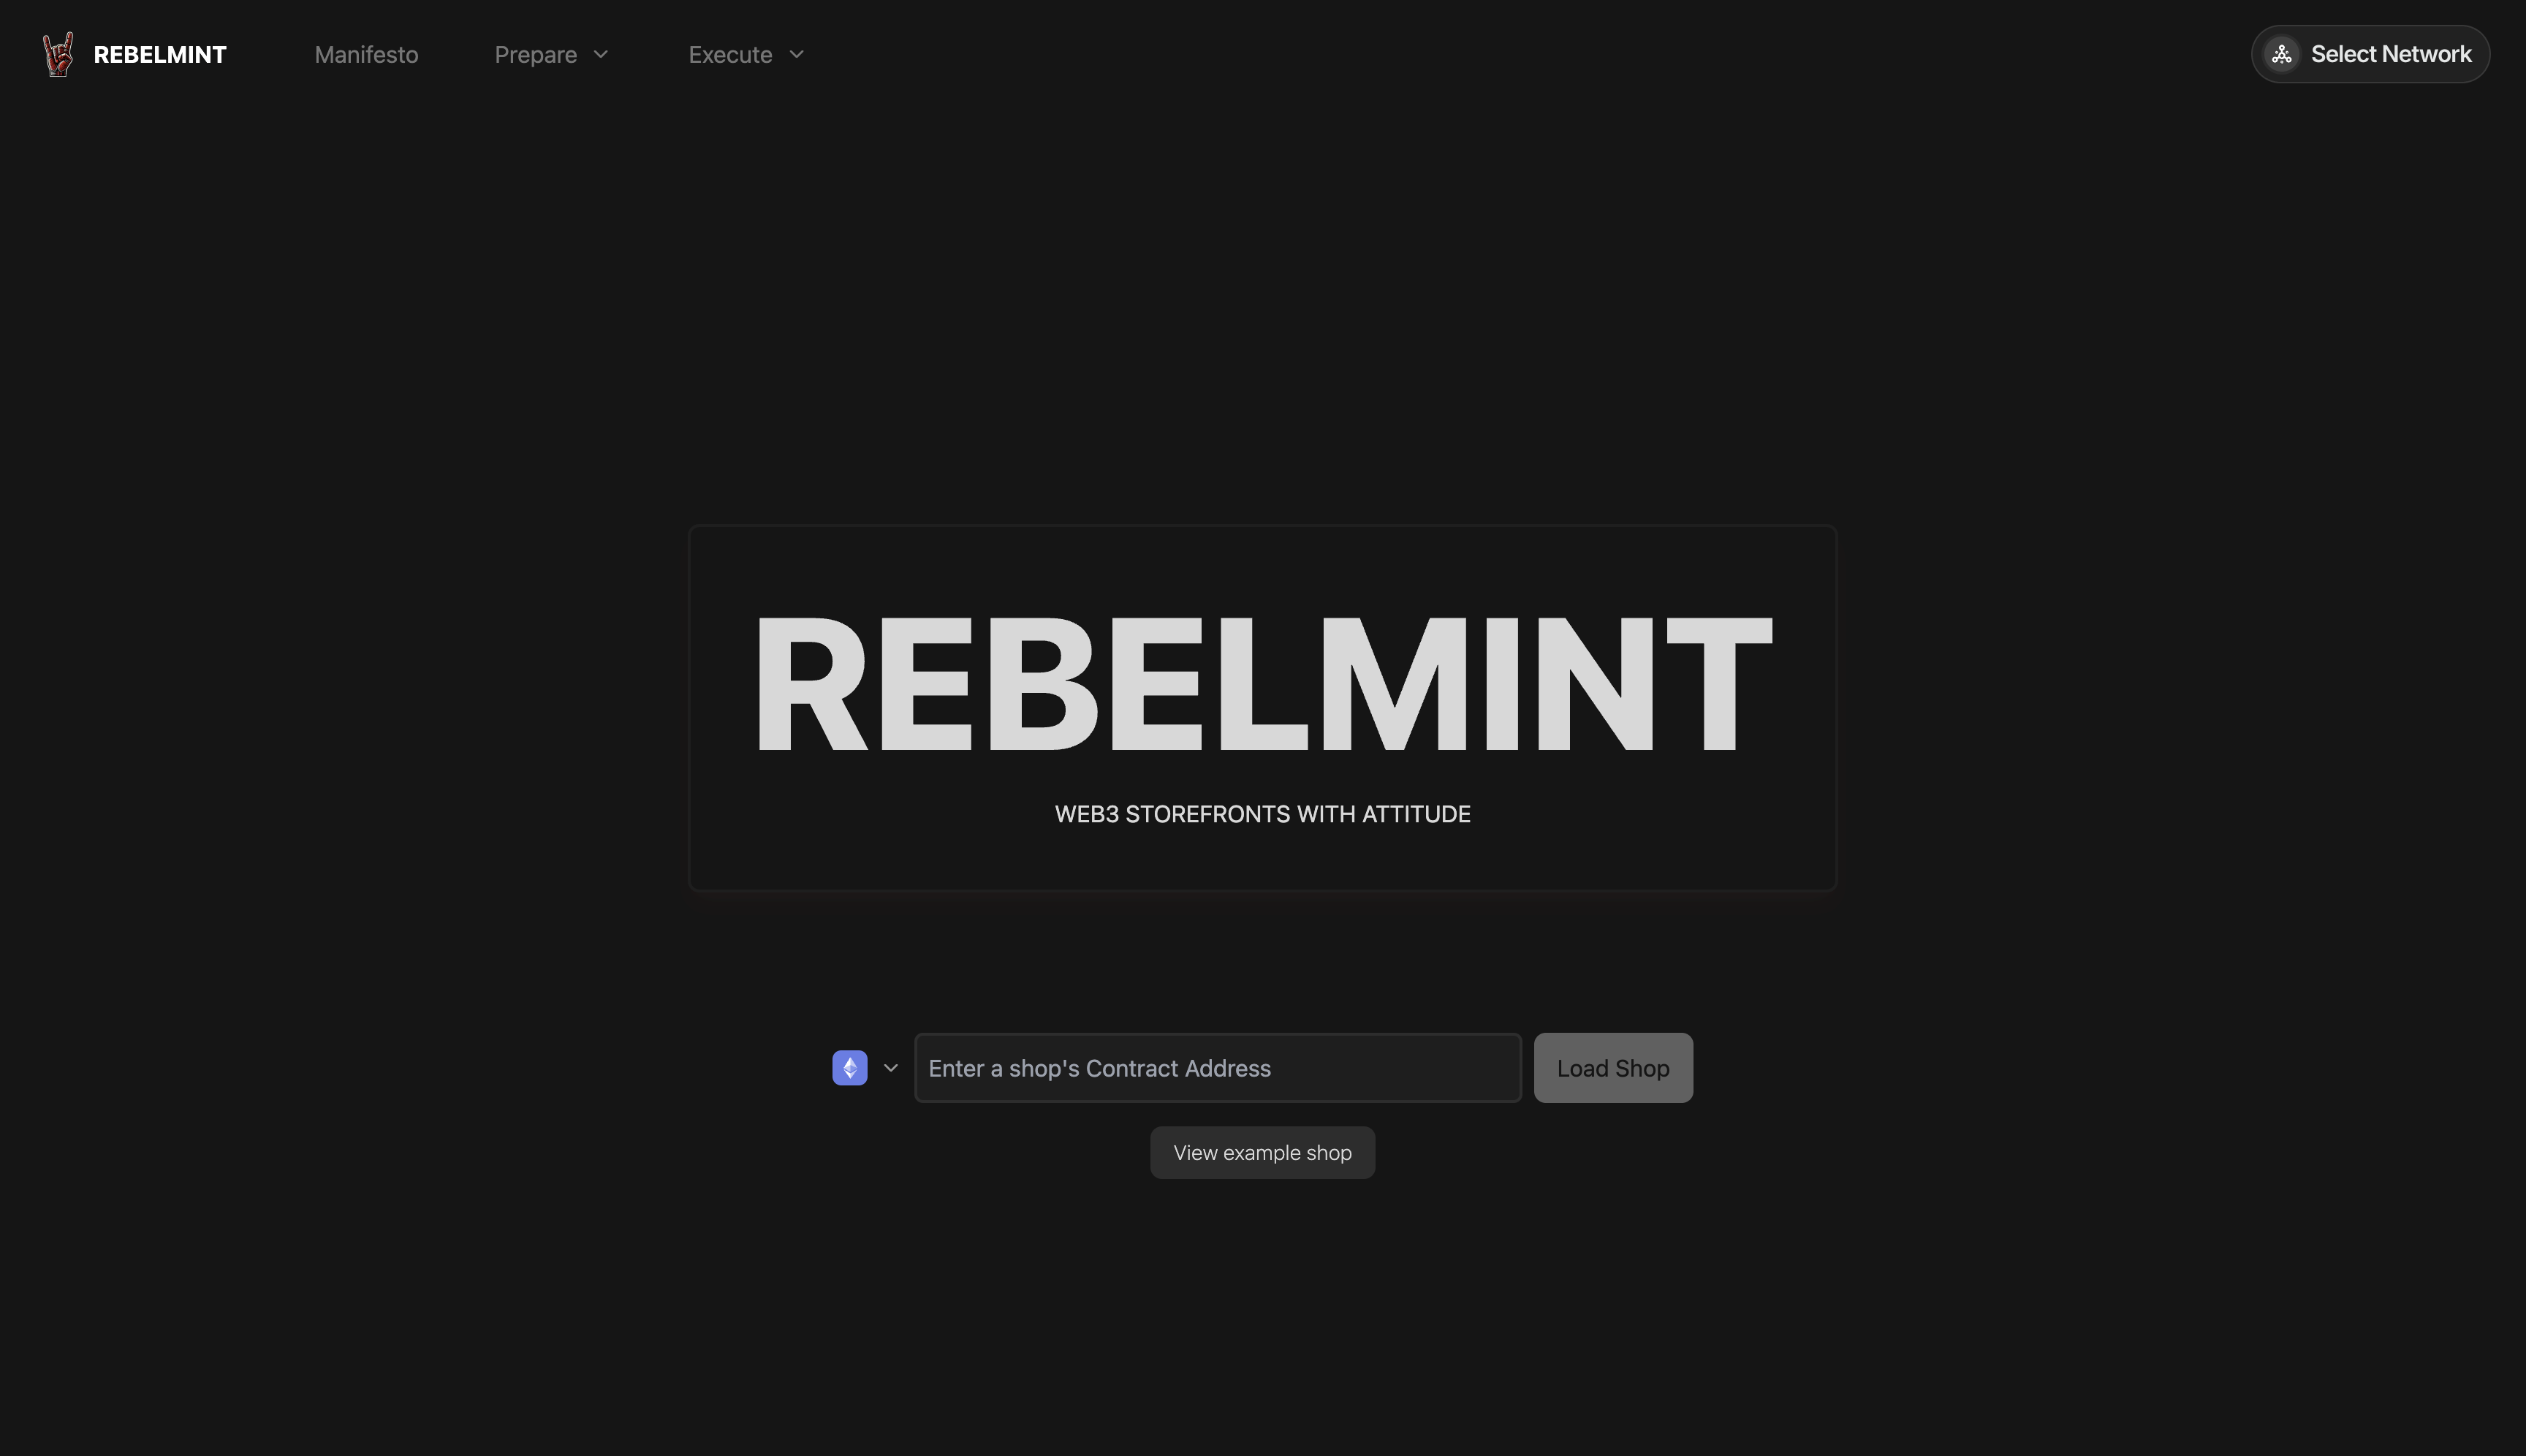 REBELMINT
Manifesto
Prepare
Execute
Select Network
REBELMINT
WEB3 STOREFRONTS WITH ATTITUDE
Enter a shop's Contract Address
Load Shop
View example shop